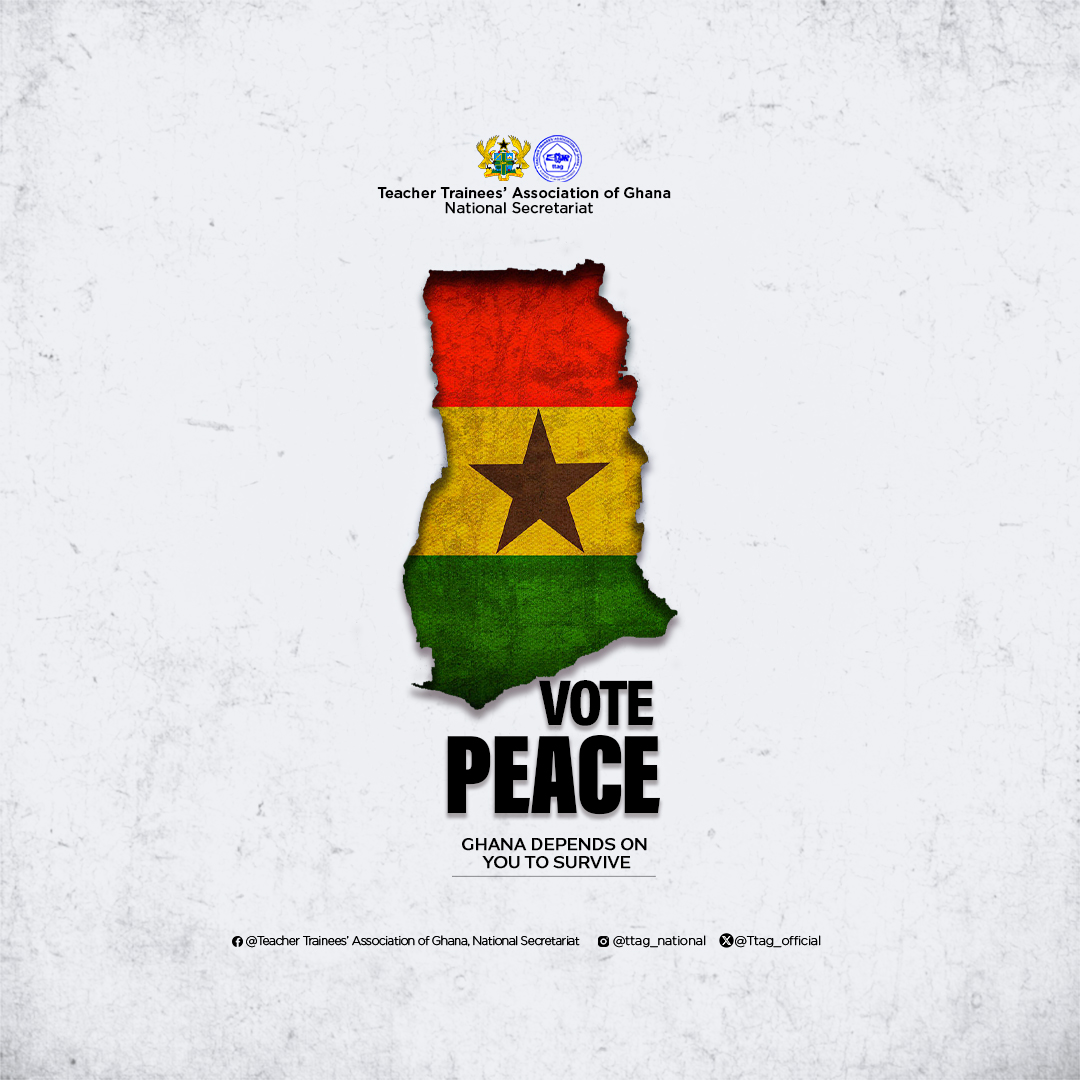 ttag
Teacher Trainees' Association of Ghana
National Secretariat
VOTE
PEACE
GHANA DEPENDS ON
YOU TO SURVIVE
@Teacher Trainees' Association of Ghana, National Secretariat @ttag_national @Ttag_official